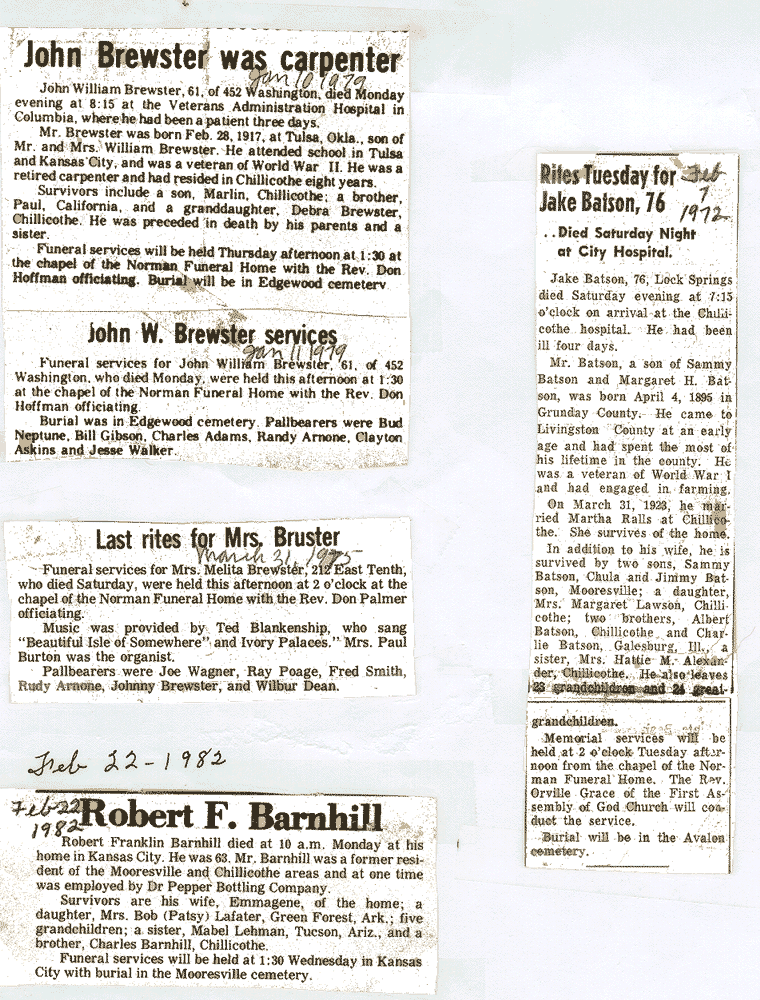 John Brewster was carpenter
Jan 10 1979
John William Brewster, 61, of 452 Washington, died Monday
evening at 8:15 at the Veterans Administration Hospital in
Columbia, where he had been a patient three days.
Mr. Brewster was born Feb. 28, 1917, at Tulsa, Okla., son of
Mr. and Mrs. William Brewster. He attended school in Tulsa
and Kansas City, and was a veteran of World War II. He was a
retired carpenter and had resided in Chillicothe eight years.
Survivors include a son, Marlin, Chillicothe; a brother,
Paul, California, and a granddaughter, Debra Brewster,
Chillicothe. He was preceded in death by his parents and a
sister.
Funeral services will be held Thursday afternoon at 1:30 at
the chapel of the Norman Funeral Home with the Rev. Don
Hoffman officiating. Burial will be in Edgewood cemetery
John W. Brewster services
Jan 11 1979
Funeral services for John William Brewster, 61, of 452
Washington, who died Monday, were held this afternoon at 1:30
at the chapel of the Norman Funeral Home with the Rev. Don
Hoffman officiating.
Burial was in Edgewood cemetery. Pallbearers were Bud
Neptune, Bill Gibson, Charles Adams, Randy Arnone, Clayton
Askins and Jesse Walker.
Last rites for Mrs. Bruster
March 21, 1975
Funeral services for Mrs. Melita Brewster, 212 East Tenth,
who died Saturday, were held this afternoon at 2 o'clock at the
chapel of the Norman Funeral Home with the Rev. Don Palmer
officiating.
Music was provided by Ted Blankenship, who sang
"Beautiful Isle of Somewhere" and Ivory Palaces." Mrs. Paul
Burton was the organist.
Pallbearers were Joe Wagner, Ray Poage, Fred Smith,
Rudy Arnone, Johnny Brewster, and Wilbur Dean.
Feb 22-1982
Feb 22
1982
Robert F. Barnhill
Robert Franklin Barnhill died at 10 a.m. Monday at his
home in Kansas City. He was 63. Mr. Barnhill was a former resi-
dent of the Mooresville and Chillicothe areas and at one time
was employed by Dr Pepper Bottling Company.
Survivors are his wife, Emmagene, of the home; a
daughter, Mrs. Bob (Patsy) Lafater, Green Forest, Ark.; five
grandchildren; a sister, Mabel Lehman, Tucson, Ariz., and a
brother, Charles Barnhill, Chillicothe.
Funeral services will be held at 1:30 Wednesday in Kansas
City with burial in the Mooresville cemetery.
Rites Tuesday for
Jake Batson, 76
Feb
7
1972
. . Died Saturday Night
at City Hospital.
Jake Batson, 76, Lock Springs
died Saturday evening at 7:15
o'clock on arrival at the Chilli-
cothe hospital. He had been
ill four days.
Mr. Batson, a son of Sammy
Batson and Margaret H. Bat-
son, was born April 4, 1895 in
Grunday County. He came to
Livingston County at an early
age and had spent the most of
his lifetime in the county. He
was a veteran of World War I
and had engaged in farming.
On March 31, 1923, he mar-
ried Martha Ralls at Chillico-
the. She survives of the home.
In addition to his wife, he is
survived by two sons, Sammy
Batson, Chula and Jimmy Bat-
son, Mooresville; a daughter,
Mrs. Margaret Lawson, Chilli-
cothe; two brothers, Albert
Batson, Chillicothe and Char-
lie Batson, Galesburg, Ill., a
sister, Mrs. Hattie M. Alexan-
der, Chillicothe. He also leaves
23 grandchildren and 24 great-
grandchildren.
Memorial services will be
held at 2 o'clock Tuesday after-
noon from the chapel of the Nor-
man Funeral Home. The Rev.
Orville Grace of the First As-
sembly of God Church will con-
duct the service.
Burial will be in the Avalon
cemetery.